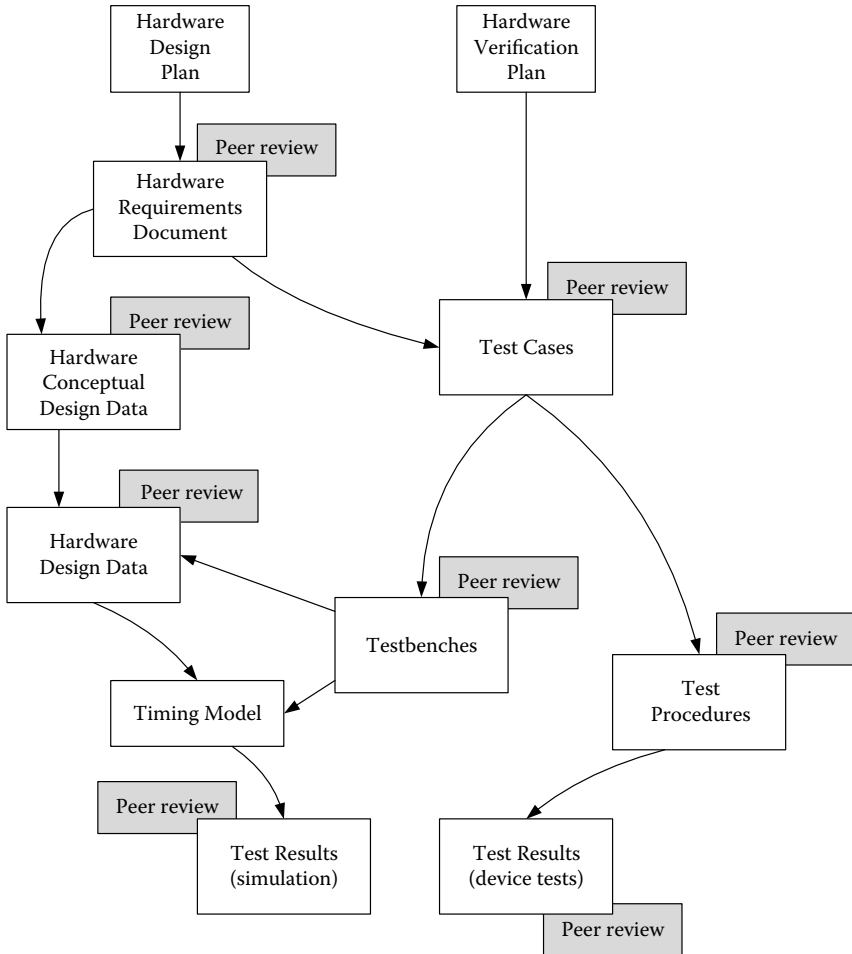 Hardware
Design
Plan
Hardware
Verification
Plan
Peer review
Hardware
Requirements
Document
Peer review
Test Cases
Peer review
Hardware
Conceptual
Design Data
Peer review
Hardware
Design Data
Peer review
Testbenches
Peer review
Test
Procedures
Timing Model
Peer review
Test Results
(simulation)
Test Results
(device tests)
Peer review